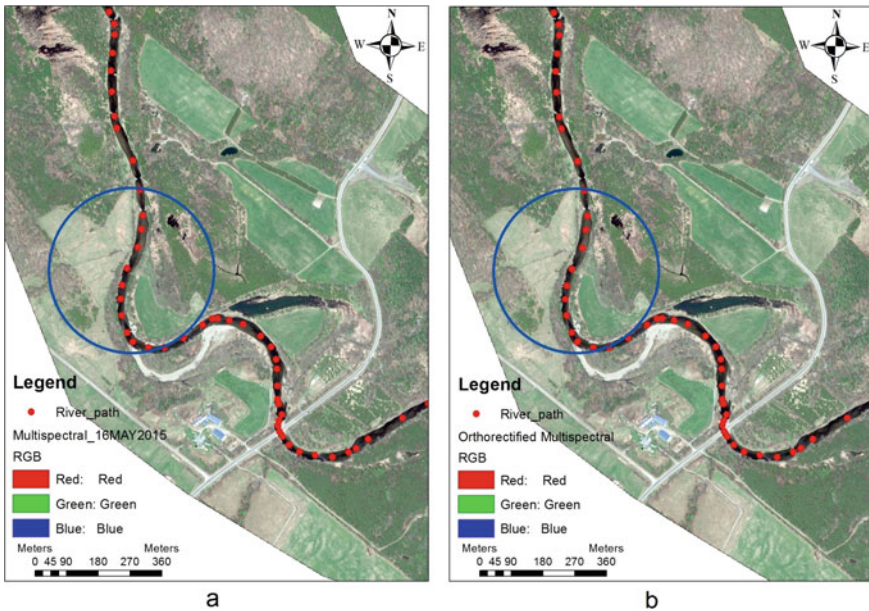 N
W E
S
Legend
River_path
Multispectral_16MAY2015
RGB
Red: Red
Green: Green
Blue: Blue
Meters Meters
0 45 90 180 270 360
a
N
W E
S
Legend
River_path
Orthorectified Multispectral
RGB
Red: Red
Green: Green
Blue: Blue
Meters Meters
0 45 90 180 270 360
b